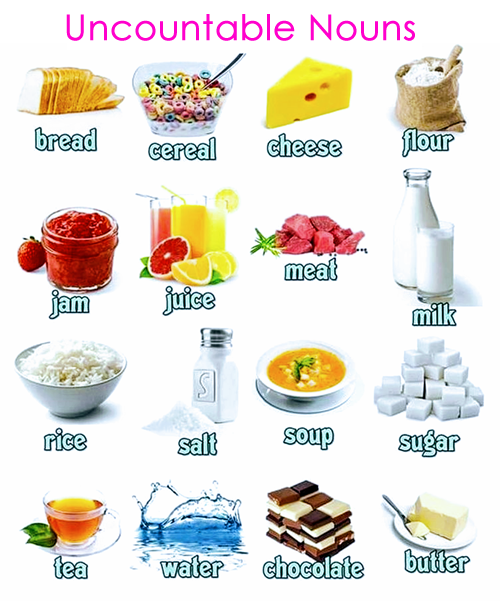 Uncountable Nouns
bread
cereal
cheese
flour
jam
juice
meat
milk
rice
salt
S
soup
sugar
tea
water
chocolate
butter